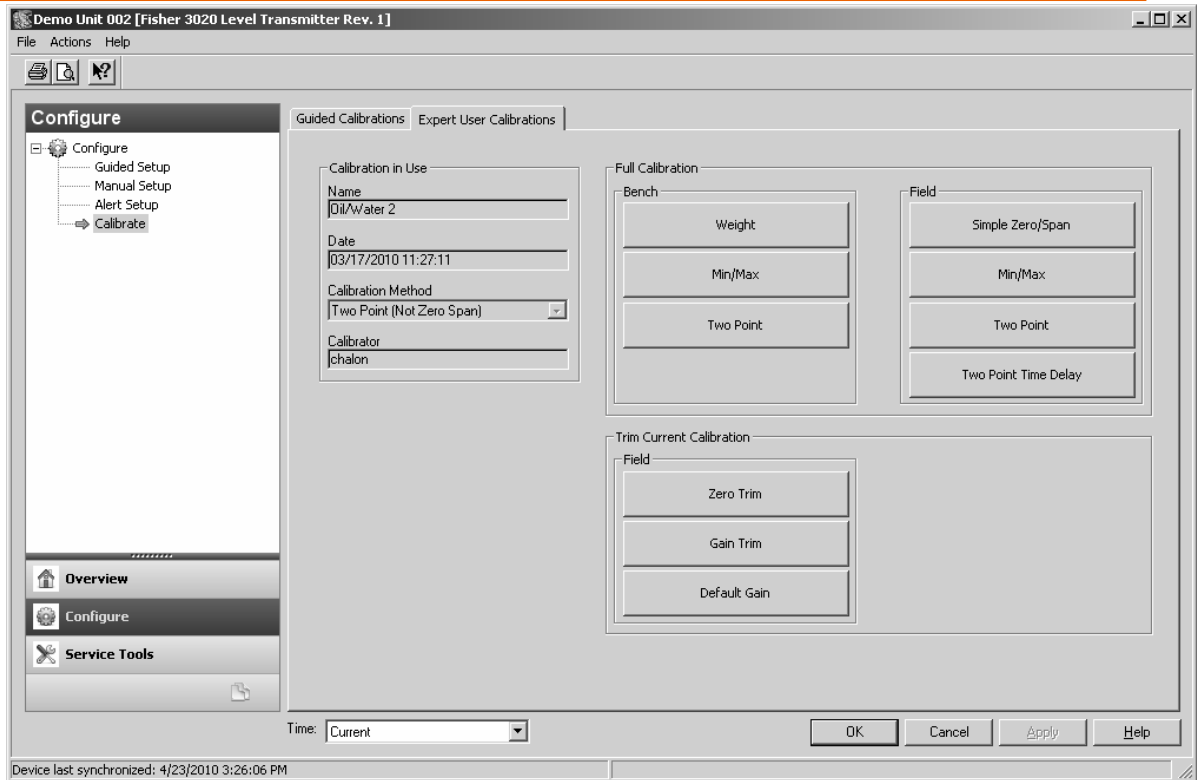 Demo Unit 002 [Fisher 3020 Level Transmitter Rev. 1]
File Actions Help
Configure
Configure
Guided Setup
Manual Setup
Alert Setup
Calibrate
Overview
Configure
Service Tools
Guided Calibrations
Expert User Calibrations
Calibration in Use
Name
Oil/Water 2
Date
03/17/2010 11:27:11
Calibration Method
Two Point (Not Zero Span)
Calibrator
chalon
Full Calibration
Bench
Weight
Min/Max
Two Point
Field
Simple Zero/Span
Min/Max
Two Point
Two Point Time Delay
Trim Current Calibration
Field
Zero Trim
Gain Trim
Default Gain
Time: Current
OK
Cancel
Apply
Help
Device last synchronized: 4/23/2010 3:26:06 PM